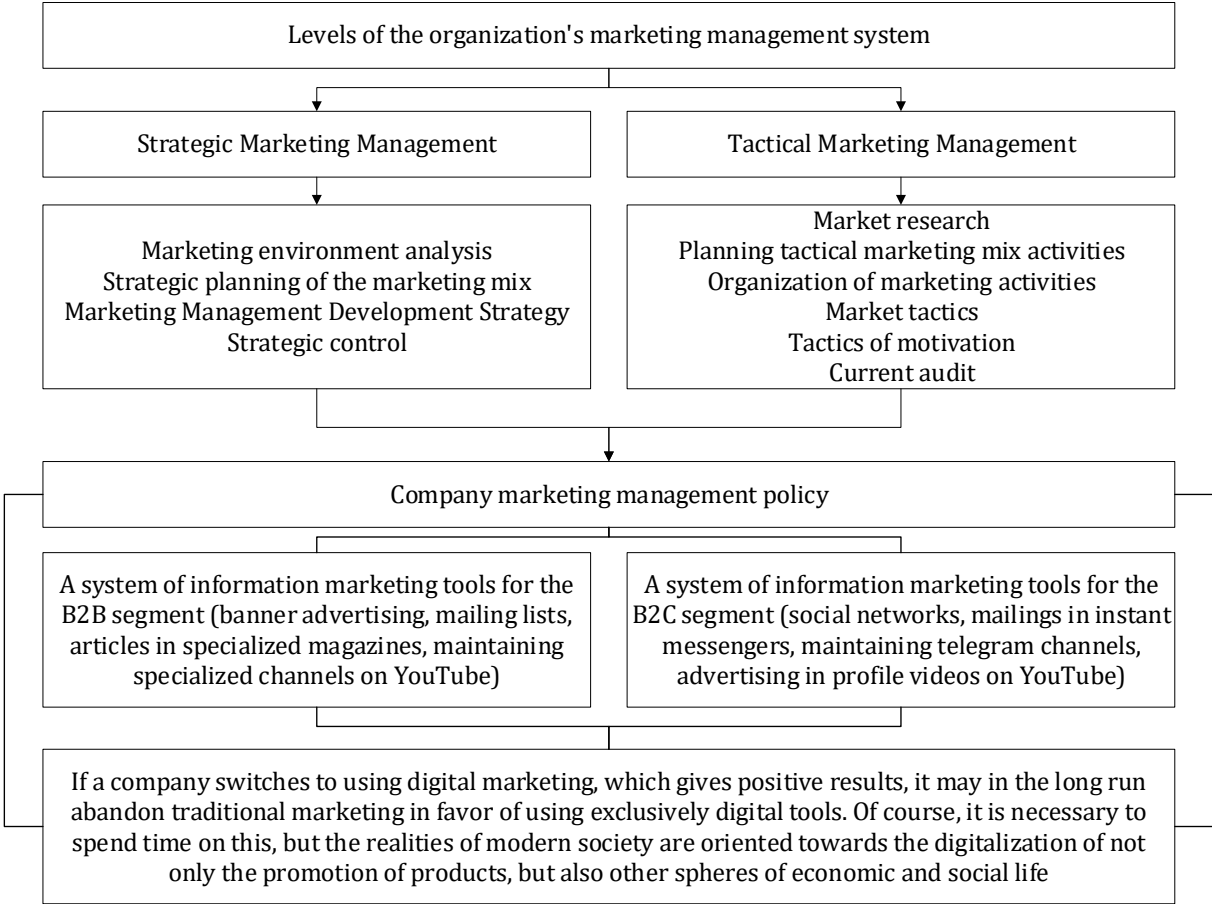 Levels of the organization's marketing management system
Strategic Marketing Management
Tactical Marketing Management
Marketing environment analysis
Strategic planning of the marketing mix
Marketing Management Development Strategy
Strategic control
Market research
Planning tactical marketing mix activities
Organization of marketing activities
Market tactics
Tactics of motivation
Current audit
Company marketing management policy
A system of information marketing tools for the
B2B segment (banner advertising, mailing lists,
articles in specialized magazines, maintaining
specialized channels on YouTube)
A system of information marketing tools for the
B2C segment (social networks, mailings in instant
messengers, maintaining telegram channels,
advertising in profile videos on YouTube)
If a company switches to using digital marketing, which gives positive results, it may in the long run
abandon traditional marketing in favor of using exclusively digital tools. Of course, it is necessary to
spend time on this, but the realities of modern society are oriented towards the digitalization of not
only the promotion of products, but also other spheres of economic and social life